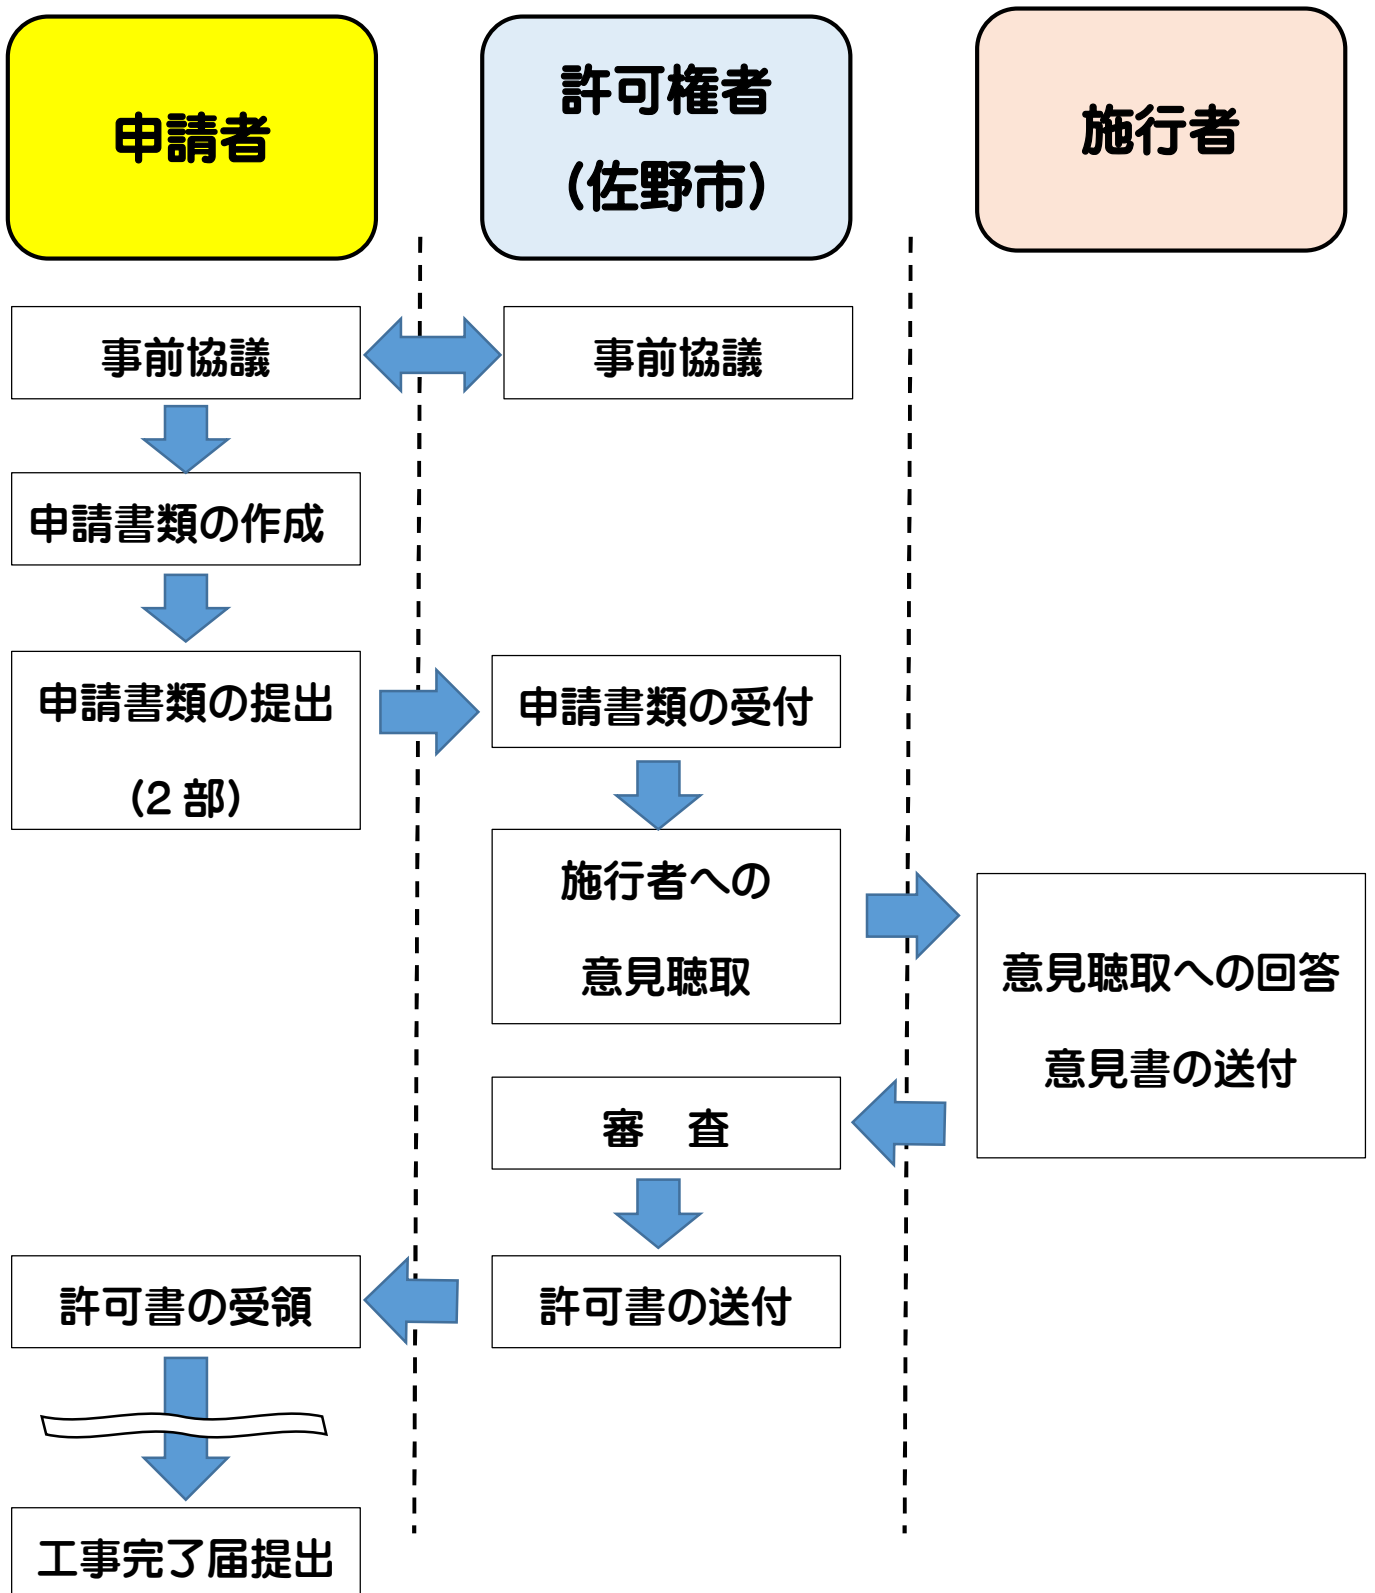 申請者
許可権者
(佐野市)
施行者
事前協議
事前協議
申請書類の作成
申請書類の提出
(2 部)
申請書類の受付
施行者への
意見聴取
意見聴取への回答
意見書の送付
審　査
許可書の受領
許可書の送付
工事完了届提出